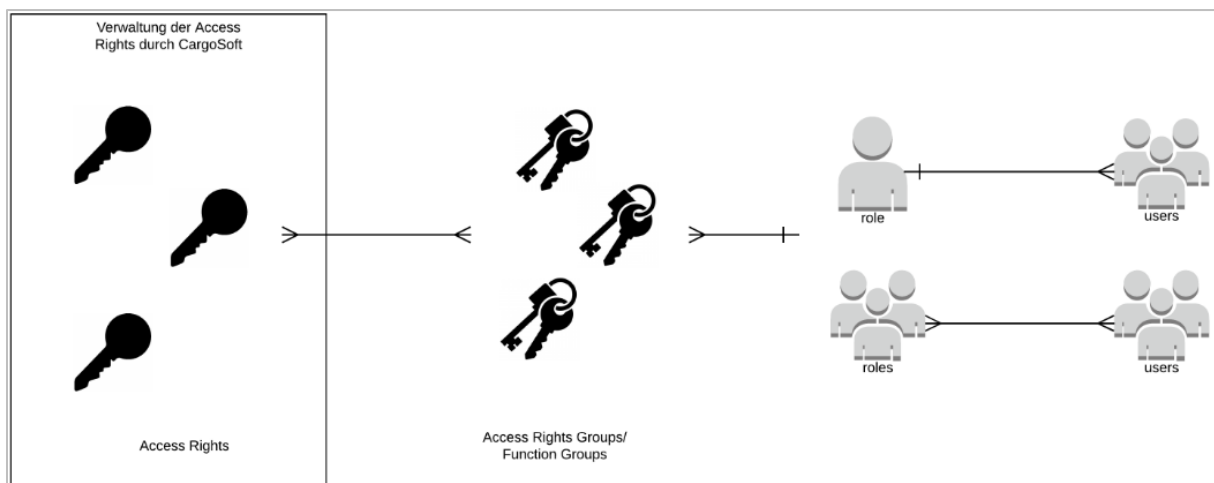 Verwaltung der Access
Rights durch CargoSoft
role
users
roles
users
Access Rights
Access Rights Groups/
Function Groups